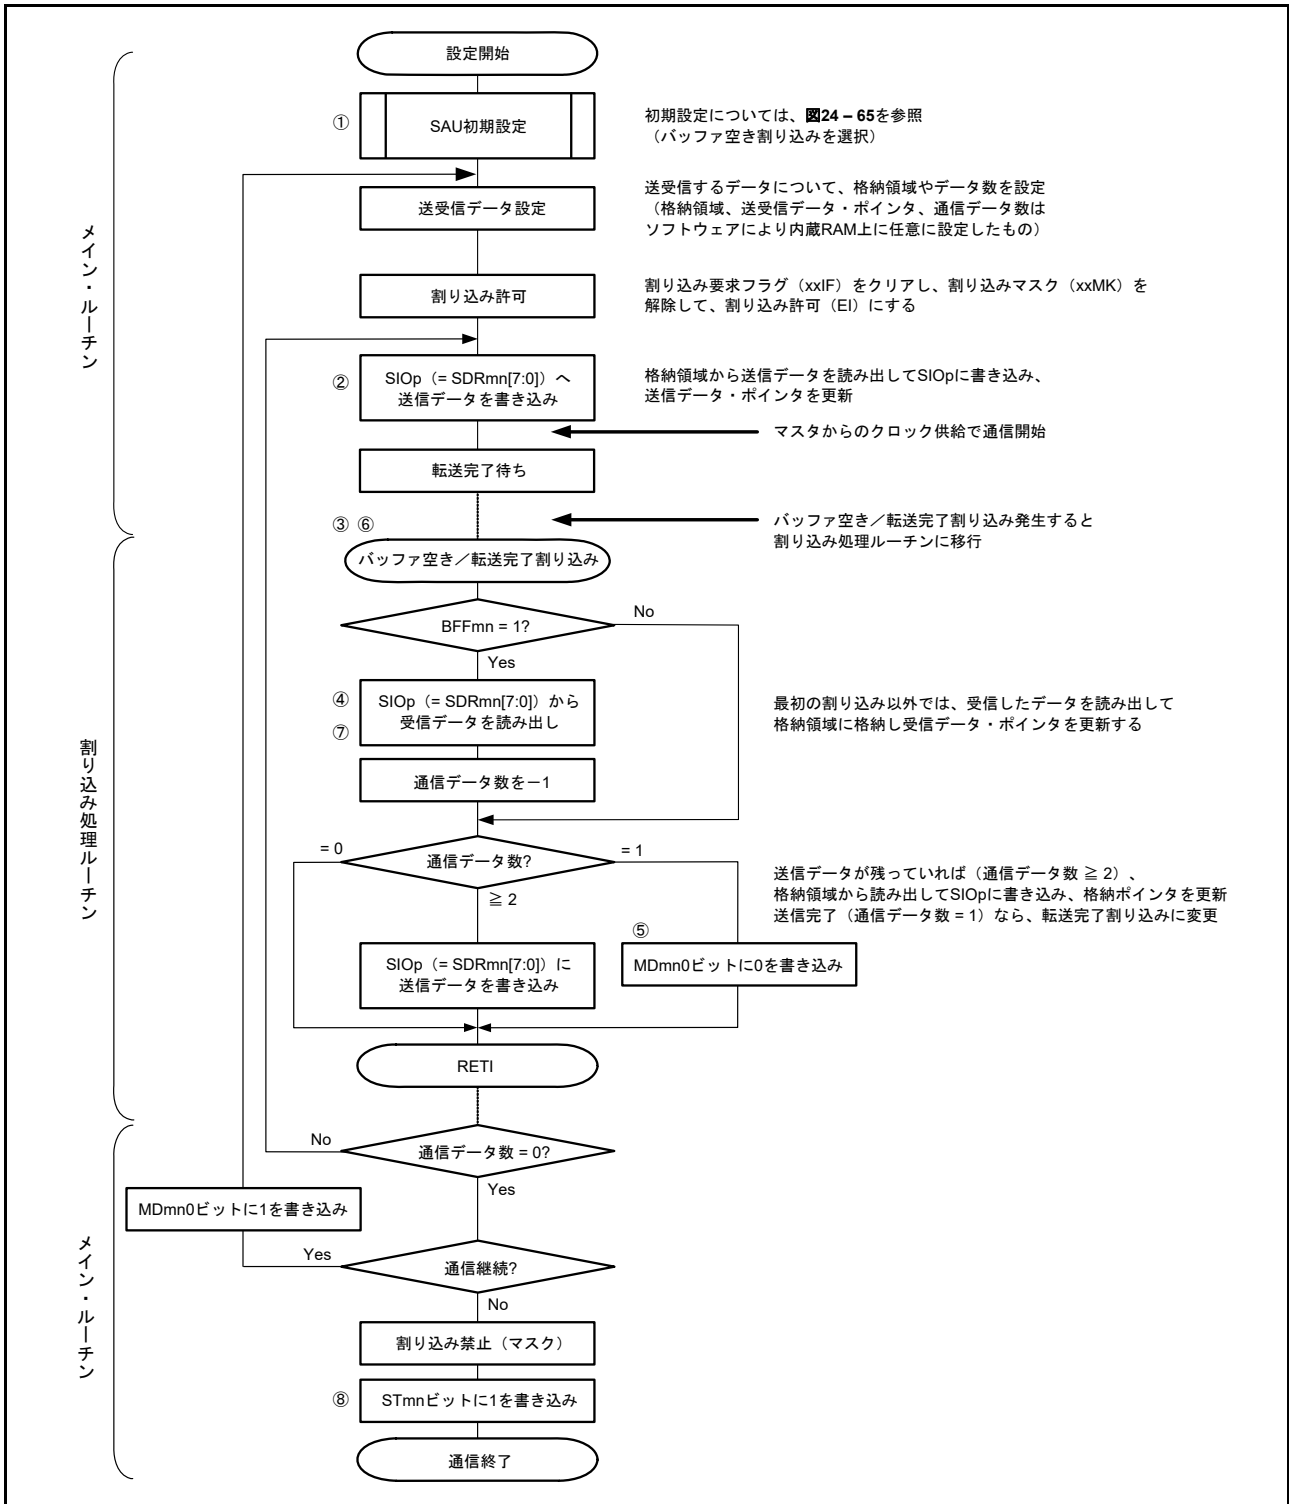 設定開始
①
SAU初期設定
初期設定については、図24－65を参照
（バッファ空き割り込みを選択）
送受信データ設定
送受信するデータについて、格納領域やデータ数を設定
（格納領域、送受信データ・ポインタ、通信データ数は
ソフトウェアにより内蔵RAM上に任意に設定したもの）
メイン・ルーチン
割り込み許可
割り込み要求フラグ（xxIF）をクリアし、割り込みマスク（xxMK）を
解除して、割り込み許可（EI）にする
②
SIOp（= SDRmn[7:0]）へ
送信データを書き込み
格納領域から送信データを読み出してSIOpに書き込み、
送信データ・ポインタを更新
マスタからのクロック供給で通信開始
転送完了待ち
③ ⑥
バッファ空き／転送完了割り込み発生すると
割り込み処理ルーチンに移行
バッファ空き／転送完了割り込み
BFFmn = 1?
No
Yes
④
⑦
SIOp（= SDRmn[7:0]）から
受信データを読み出し
最初の割り込み以外では、受信したデータを読み出して
格納領域に格納し受信データ・ポインタを更新する
割り込み処理ルーチン
通信データ数を－1
= 0
通信データ数?
= 1
≧ 2
送信データが残っていれば（通信データ数 ≧ 2）、
格納領域から読み出してSIOpに書き込み、格納ポインタを更新
送信完了（通信データ数 = 1）なら、転送完了割り込みに変更
⑤
SIOp（= SDRmn[7:0]）に
送信データを書き込み
MDmn0ビットに0を書き込み
RETI
No
通信データ数 = 0?
Yes
MDmn0ビットに1を書き込み
メイン・ルーチン
Yes
通信継続?
No
割り込み禁止（マスク）
⑧
STmnビットに1を書き込み
通信終了